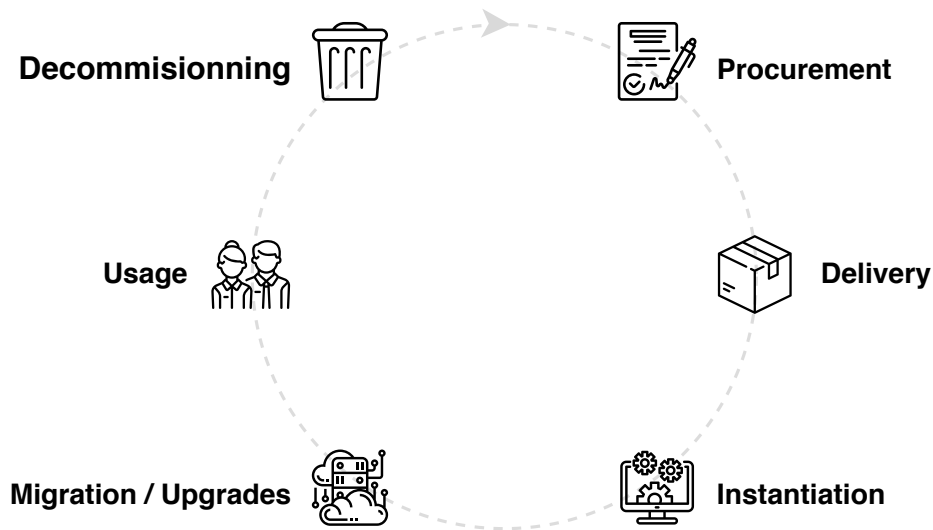 Decommisionning
Procurement
Usage
Delivery
Migration / Upgrades
Instantiation